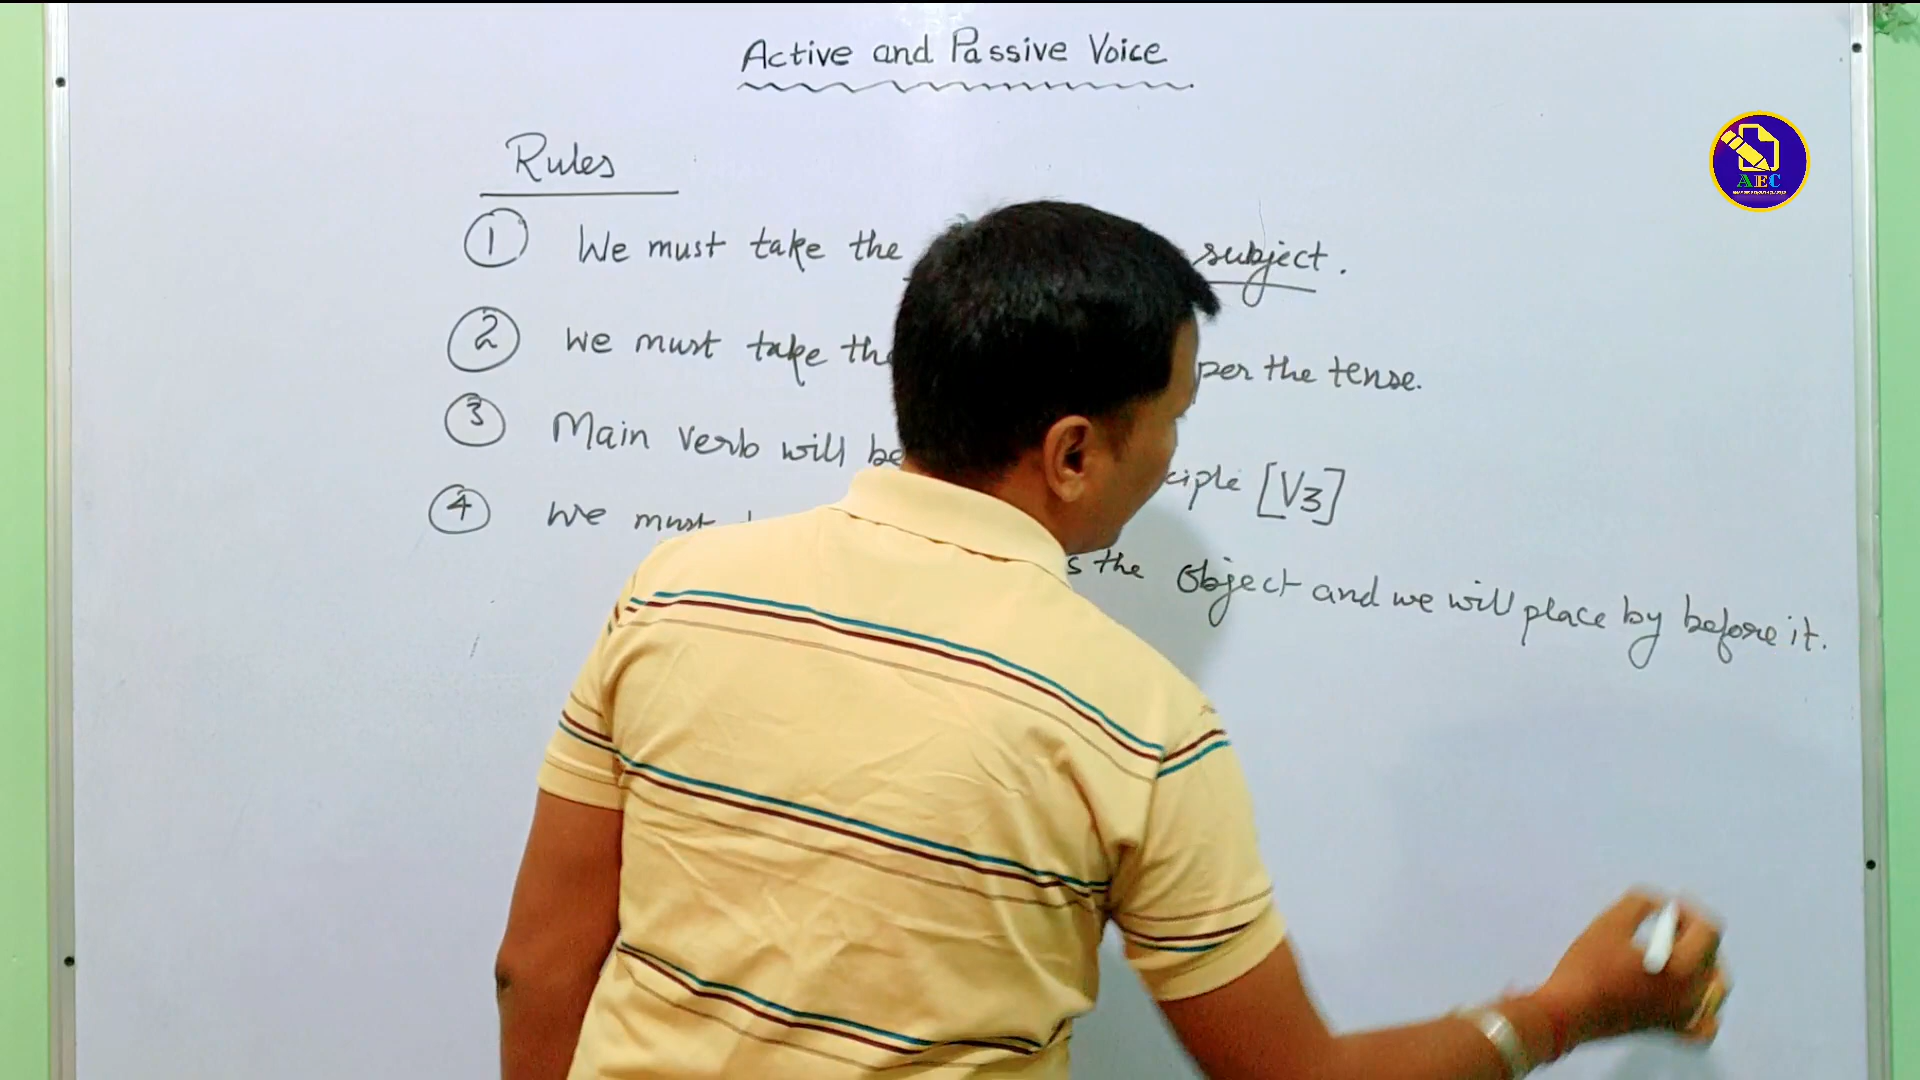 Active and Passive Voice
Rules
AEC
1 We must take the subject.
2 We must take the per the tense.
3 Main verb will be ciple [V3]
4 We must s the object and we will place by before it.